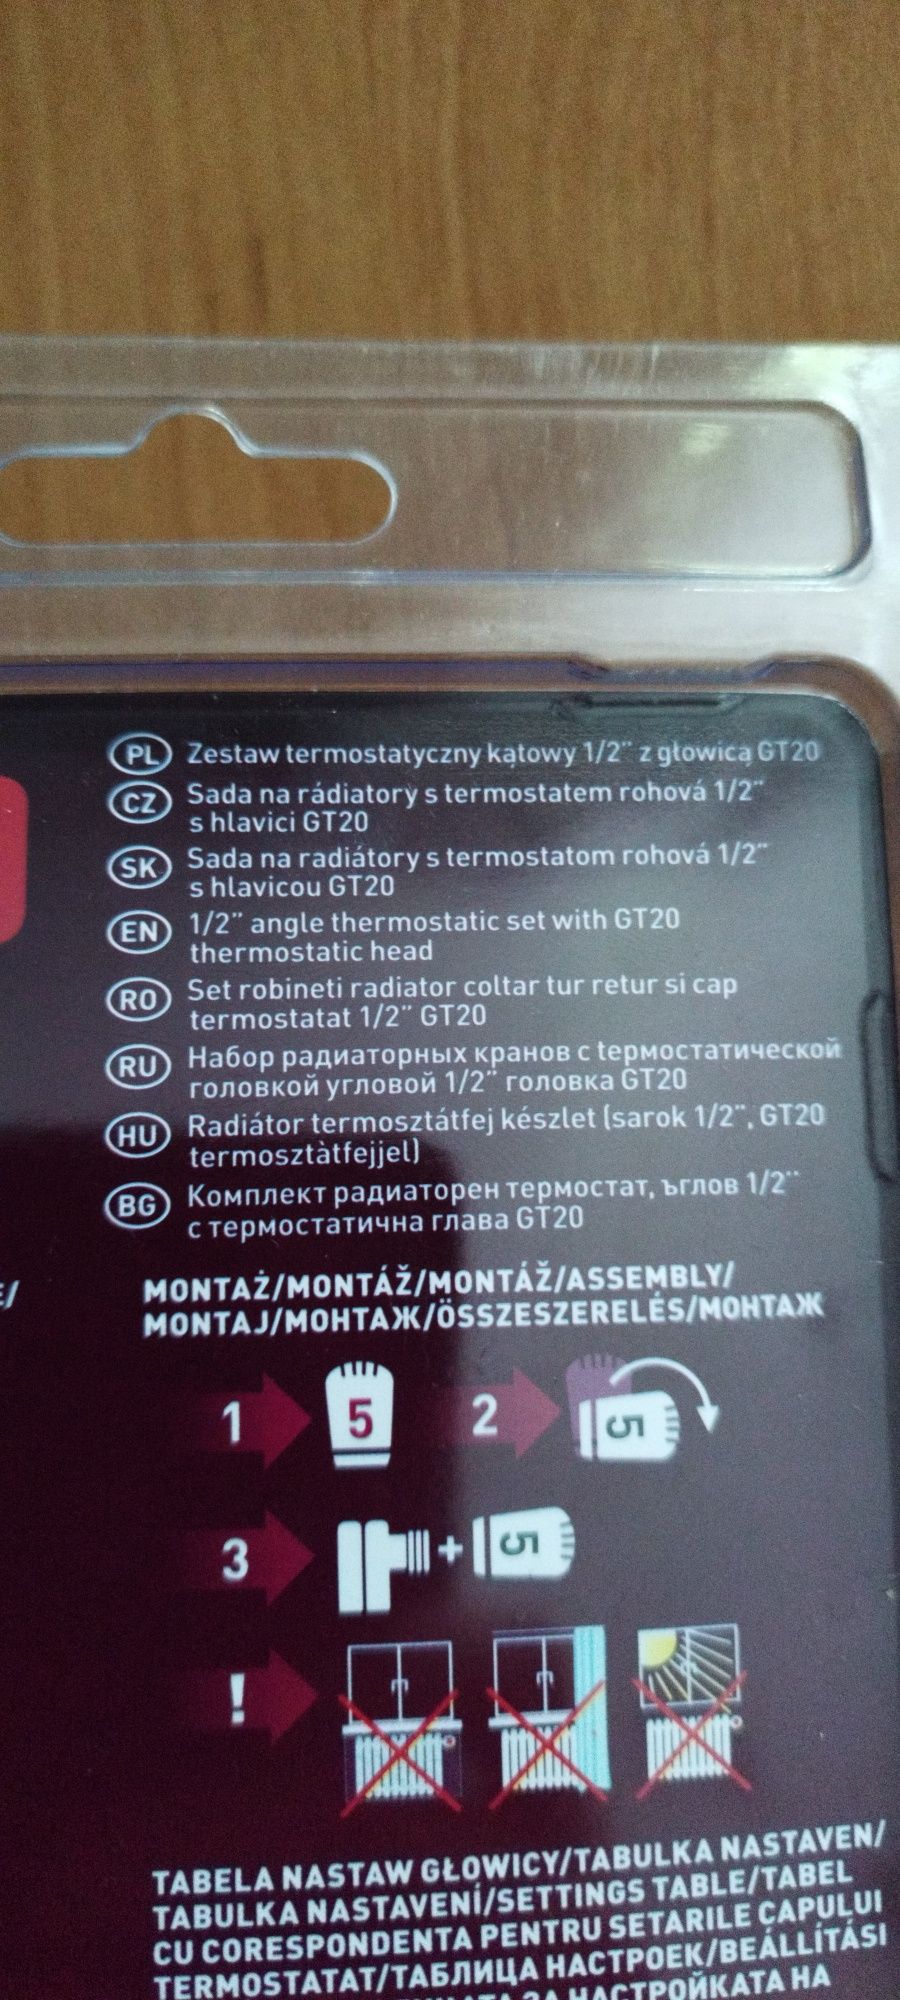 PL Zestaw termostatyczny kątowy 1/2" z głowicą GT20
CZ Sada na rádiatory s termostatem rohová 1/2"
s hlavici GT20
SK Sada na radiátory s termostatom rohová 1/2"
s hlavicou GT20
EN 1/2" angle thermostatic set with GT20
thermostatic head
RO Set robineti radiator coltar tur retur si cap
termostatat 1/2" GT20
RU Набор радиаторных кранов с термостатической
головкой угловой 1/2" головка GT20
HU Radiátor termosztátfej készlet (sarok 1/2", GT20
termosztàtfejjel)
BG Комплект радиаторен термостат, ъглов 1/2"
с термостатична глава GT20
MONTAŻ/MONTÁŽ/MONTÁŽ/ASSEMBLY/
MONTAJ/МОНТАЖ/ÖSSZESZERELÉS/МОНТАЖ
1 5 2 5
3 + 5
!
TABELA NASTAW GŁOWICY/TABULKA NASTAVEN/
TABULKA NASTAVENÍ/SETTINGS TABLE/TABEL
CU CORESPONDENTA PENTRU SETARILE CAPULUI
TERMOSTATAT/ТАБЛИЦА НАСТРОЕК/BEÁLLÍTÁSI
ЗА НАСТРОЙКАТА НА